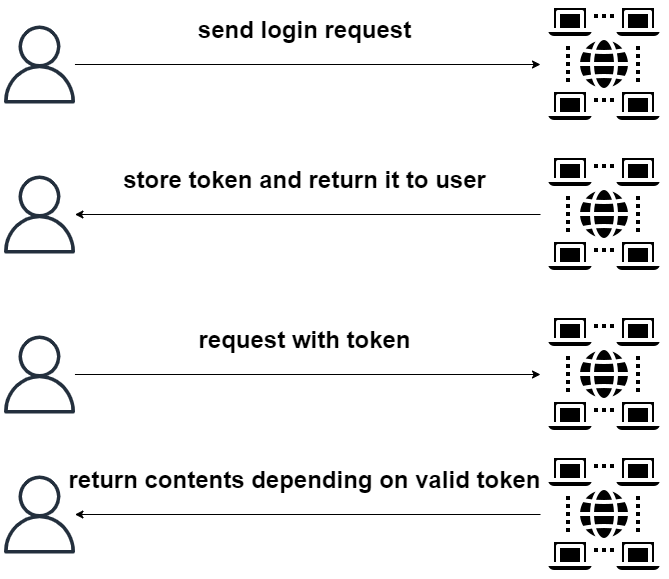 send login request
store token and return it to user
request with token
return contents depending on valid token